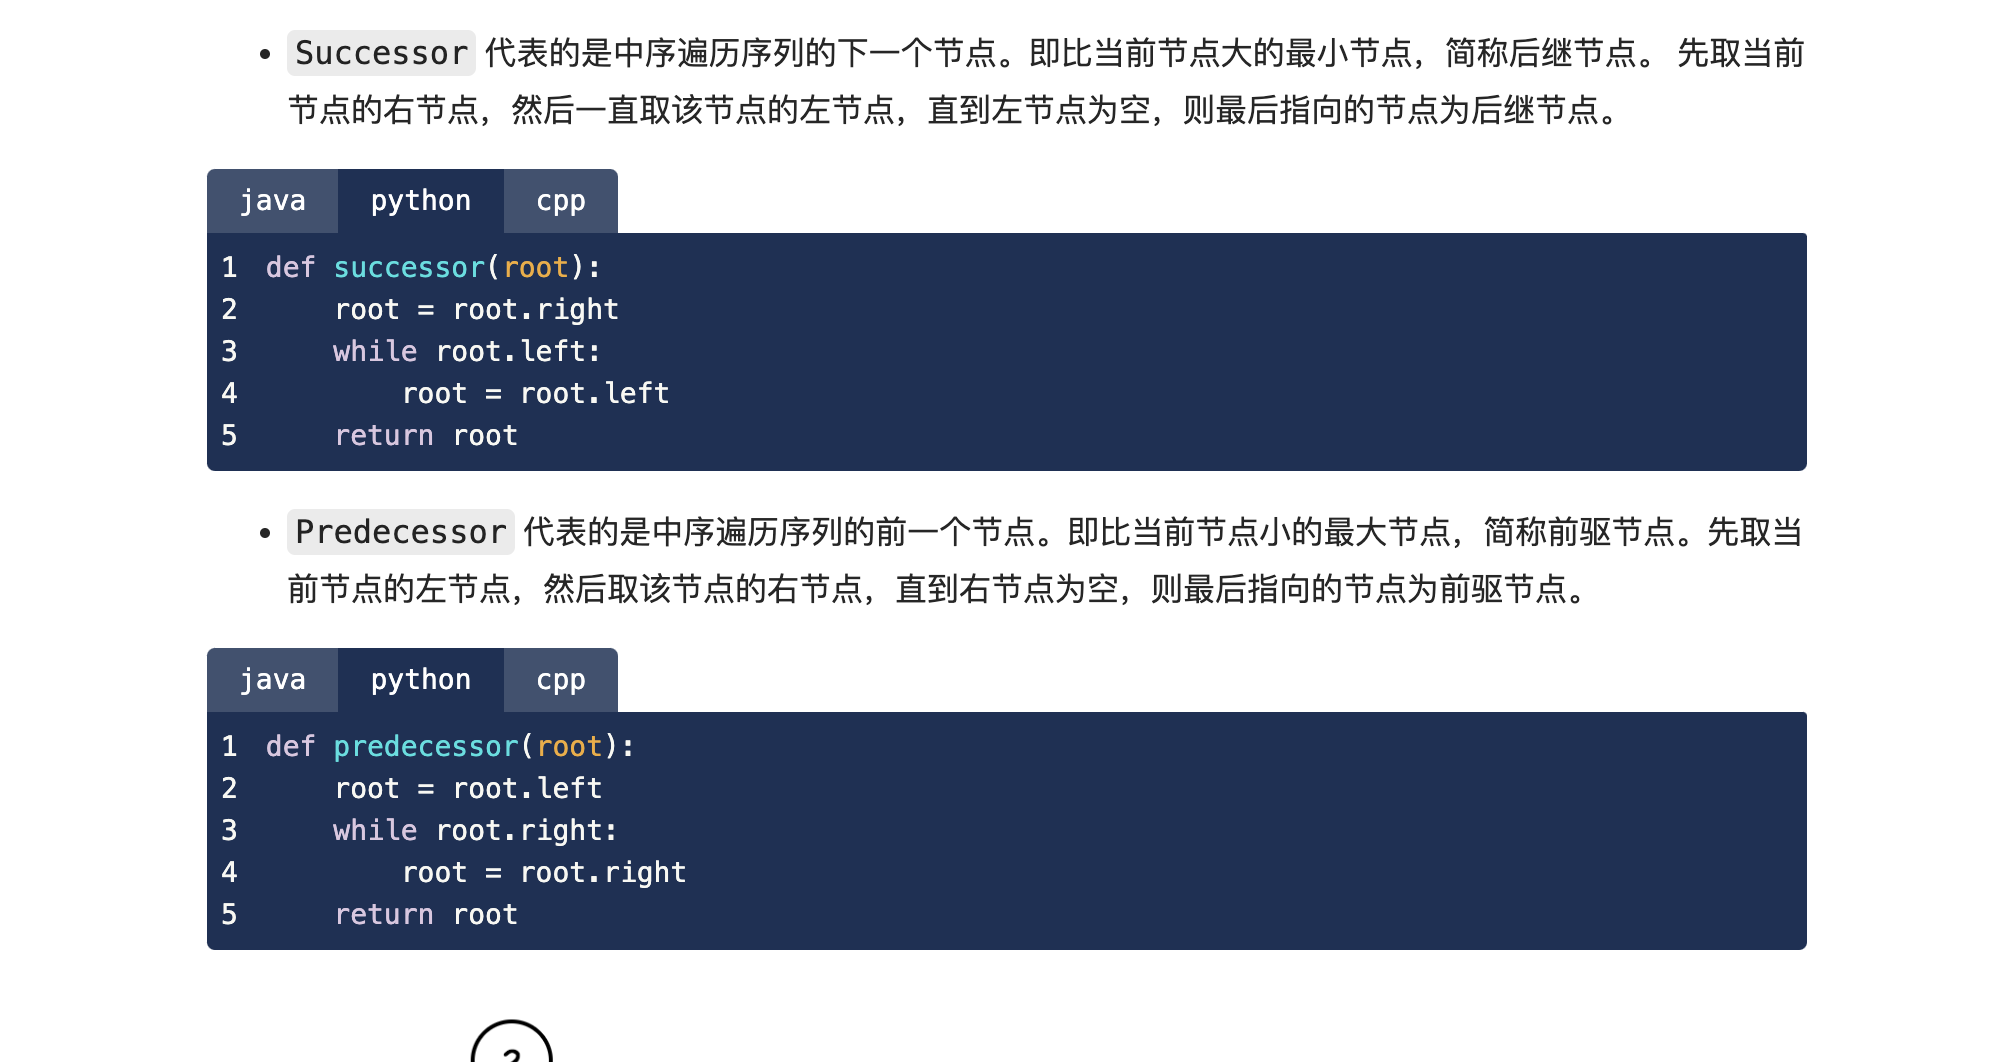 Successor 代表的是中序遍历序列的下一个节点。即比当前节点大的最小节点，简称后继节点。 先取当前
节点的右节点，然后一直取该节点的左节点，直到左节点为空，则最后指向的节点为后继节点。
java python cpp
1 def successor(root):
2     root = root.right
3     while root.left:
4         root = root.left
5     return root
Predecessor 代表的是中序遍历序列的前一个节点。即比当前节点小的最大节点，简称前驱节点。先取当
前节点的左节点，然后取该节点的右节点，直到右节点为空，则最后指向的节点为前驱节点。
java python cpp
1 def predecessor(root):
2     root = root.left
3     while root.right:
4         root = root.right
5     return root